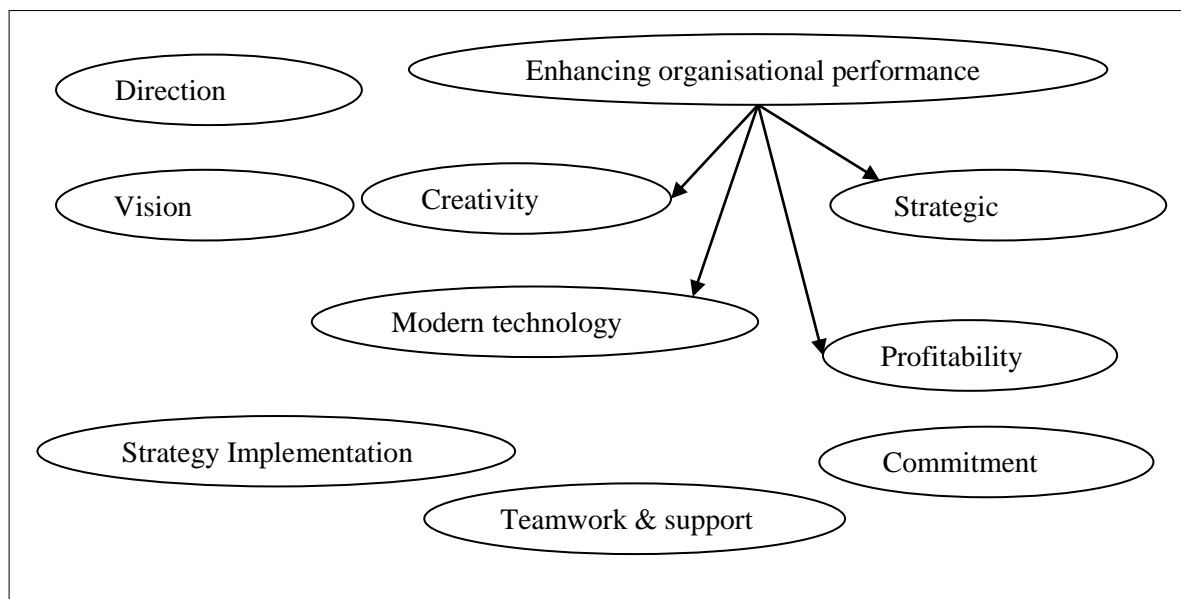 Enhancing organisational performance
Direction
Vision
Creativity
Strategic
Modern technology
Profitability
Strategy Implementation
Commitment
Teamwork & support